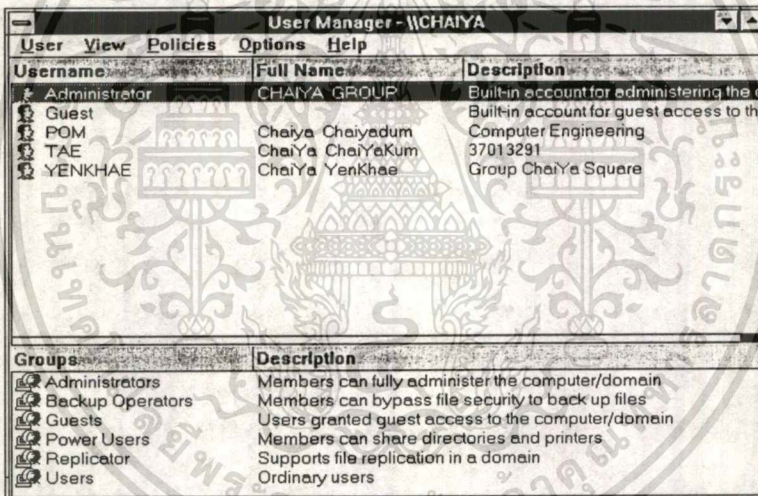 User Manager - \\CHAIYA
User View Policies Options Help
Username Full Name Description
Administrator CHAIYA GROUP Built-in account for administering the
Guest Built-in account for guest access to th
POM Chaiya Chaiyadum Computer Engineering
TAE ChaiYa ChaiYaKum 37013291
YENKHAE ChaiYa YenKhae Group ChaiYa Square
Groups Description
Administrators Members can fully administer the computer/domain
Backup Operators Members can bypass file security to back up files
Guests Users granted guest access to the computer/domain
Power Users Members can share directories and printers
Replicator Supports file replication in a domain
Users Ordinary users